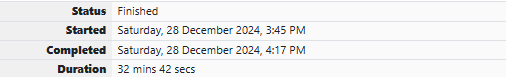 Status Finished
Started Saturday, 28 December 2024, 3:45 PM
Completed Saturday, 28 December 2024, 4:17 PM
Duration 32 mins 42 secs